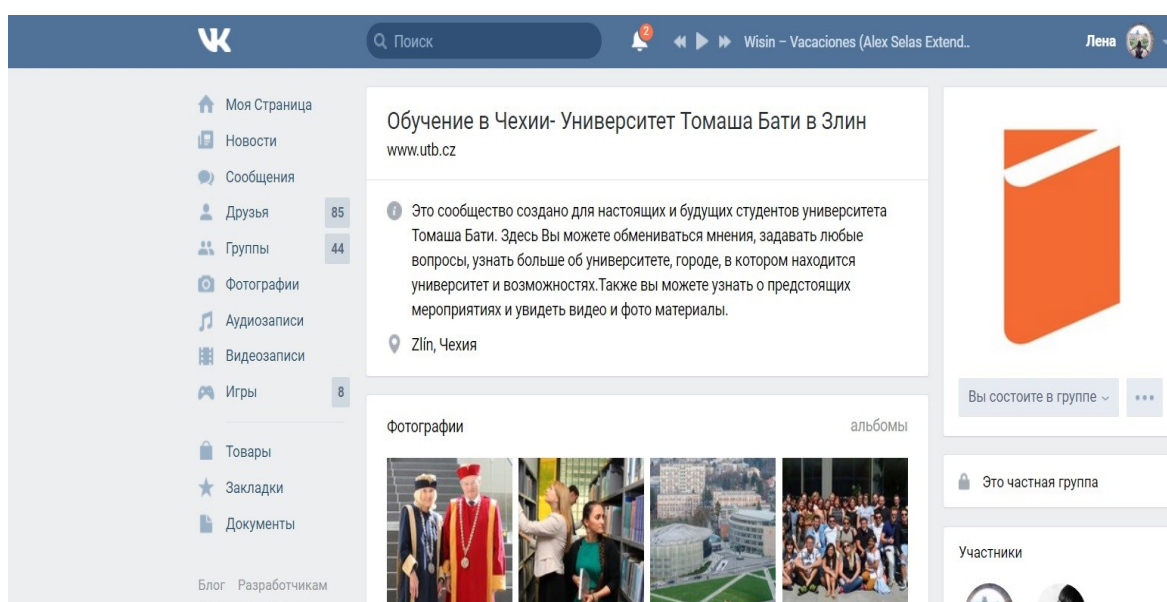 Поиск
2
Wisin – Vacaciones (Alex Selas Extend..
Лена
Моя Страница
Новости
Сообщения
Друзья 85
Группы 44
Фотографии
Аудиозаписи
Видеозаписи
Игры 8
Товары
Закладки
Документы
Блог Разработчикам
Обучение в Чехии- Университет Томаша Бати в Злин
www.utb.cz
Это сообщество создано для настоящих и будущих студентов университета
Томаша Бати. Здесь Вы можете обмениваться мнения, задавать любые
вопросы, узнать больше об университете, городе, в котором находится
университет и возможностях.Также вы можете узнать о предстоящих
мероприятиях и увидеть видео и фото материалы.
Zlín, Чехия
Фотографии альбомы
Вы состоите в группе
Это частная группа
Участники